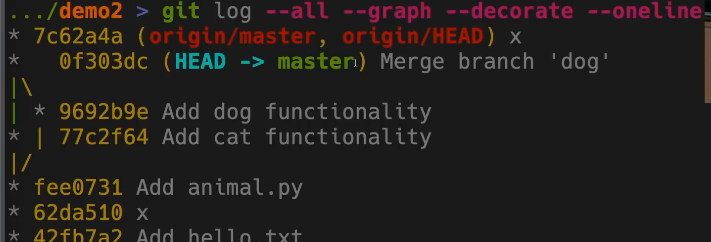 .../demo2 > git log --all --graph --decorate --oneline
* 7c62a4a (origin/master, origin/HEAD) x
*   0f303dc (HEAD -> master) Merge branch 'dog'
|\
| * 9692b9e Add dog functionality
* | 77c2f64 Add cat functionality
|/
* fee0731 Add animal.py
* 62da510 x
* 42fb7a2 Add hello.txt